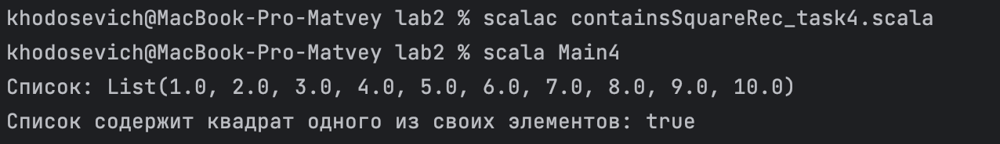 khodosevich@MacBook-Pro-Matvey lab2 % scalac containsSquareRec_task4.scala
khodosevich@MacBook-Pro-Matvey lab2 % scala Main4
Список: List(1.0, 2.0, 3.0, 4.0, 5.0, 6.0, 7.0, 8.0, 9.0, 10.0)
Список содержит квадрат одного из своих элементов: true